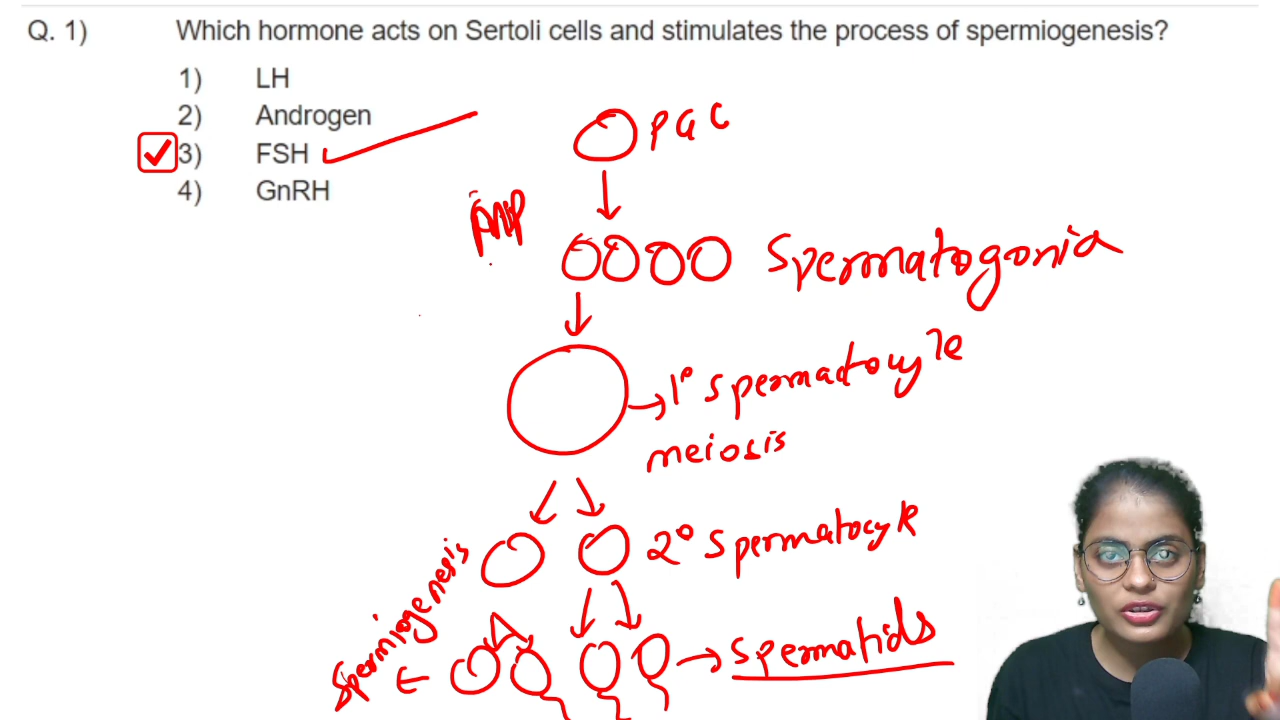 Q. 1) Which hormone acts on Sertoli cells and stimulates the process of spermiogenesis?
1) LH
2) Androgen
3) FSH
4) GnRH
PGC
Spermatogonia
1° spermatocyte
meiosis
2° spermatocyte
spermiogenesis
spermatids